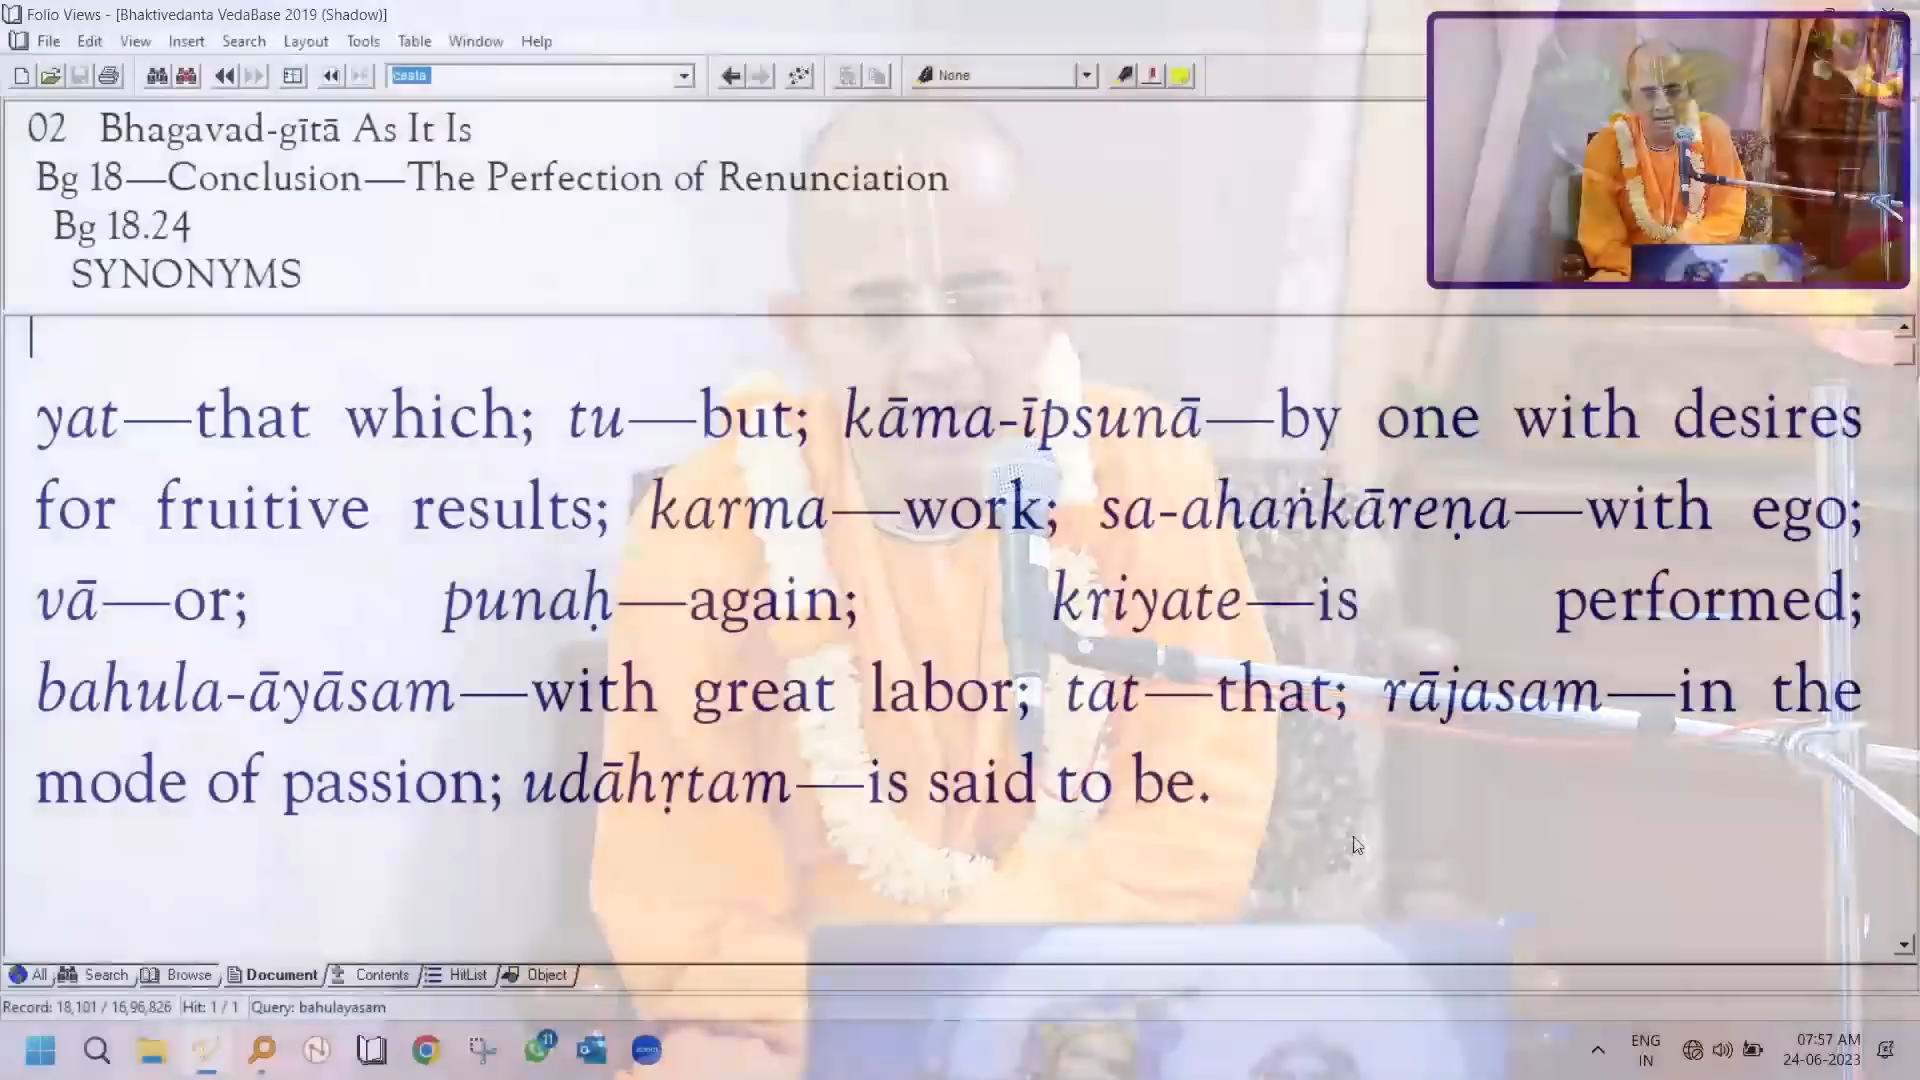 Folio Views - [Bhaktivedanta VedaBase 2019 (Shadow)]
File Edit View Insert Search Layout Tools Table Window Help
None
02 Bhagavad-gītā As It Is
Bg 18—Conclusion—The Perfection of Renunciation
Bg 18.24
SYNONYMS
yat—that which; tu—but; kāma-īpsunā—by one with desires
for fruitive results; karma—work; sa-ahaṅkāreṇa—with ego;
vā—or; punaḥ—again; kriyate—is performed;
bahula-āyāsam—with great labor; tat—that; rājasam—in the
mode of passion; udāhṛtam—is said to be.
All Search Browse Document Contents HitList Object
Record: 18,101 / 16,96,826 Hit: 1 / 1 Query: bahulayasam
11
zoom
ENG
IN
07:57 AM
24-06-2023